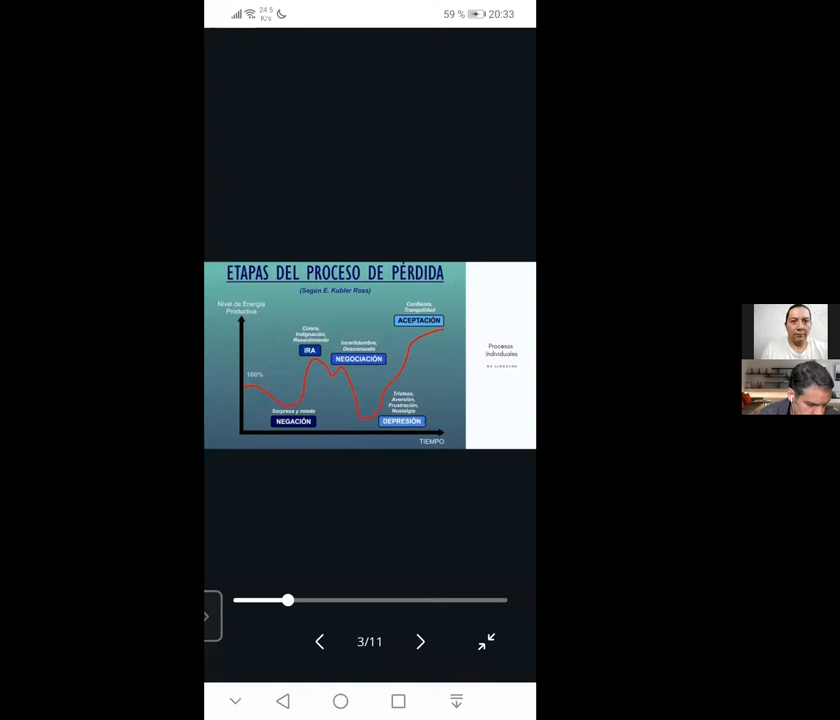 24.5
K/s
59 % 20:33
ETAPAS DEL PROCESO DE PÉRDIDA
(Según E. Kubler Ross)
Nivel de Energía
Productiva
Confianza,
Tranquilidad
ACEPTACIÓN
Cólera,
Indignación,
Resentimiento
IRA
Incertidumbre,
Desconsuelo
NEGOCIACIÓN
Procesos
Individuales
NO LINEALES
100%
Tristeza,
Aversión,
Frustración,
Nostalgia
DEPRESIÓN
Sorpresa y miedo
NEGACIÓN
TIEMPO
3/11